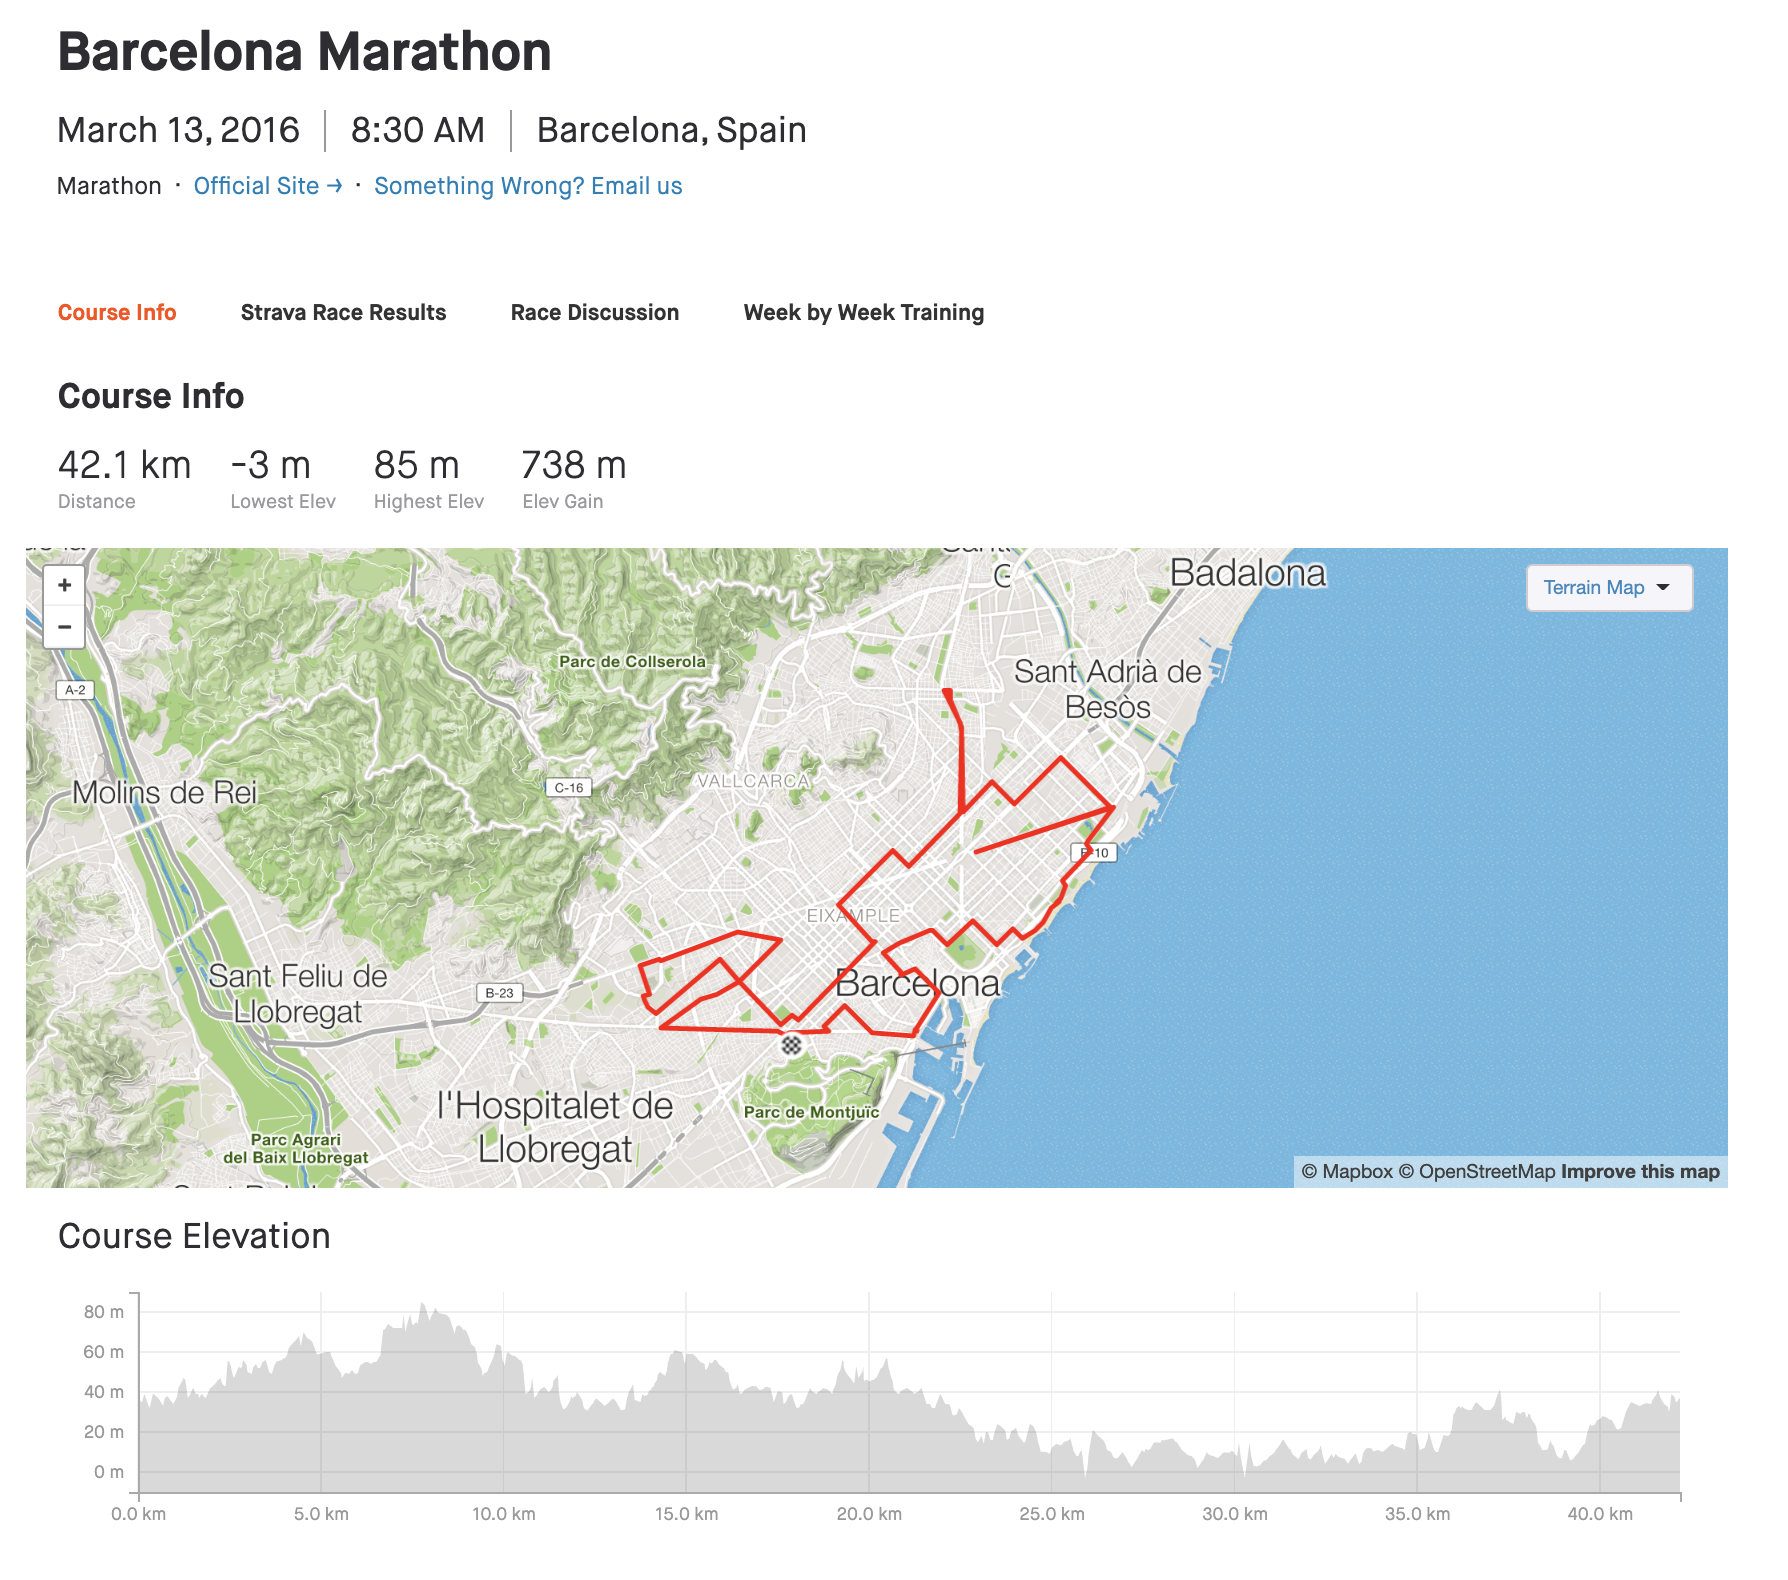 Barcelona Marathon
March 13, 2016 8:30 AM Barcelona, Spain
Marathon · Official Site → · Something Wrong? Email us
Course Info Strava Race Results Race Discussion Week by Week Training
Course Info
42.1 km -3 m 85 m 738 m
Distance Lowest Elev Highest Elev Elev Gain
+
−
Terrain Map
Badalona
A-2
Parc de Collserola
Sant Adrià de
Besòs
VALLCARCA
C-16
Molins de Rei
EIXAMPLE
Barcelona
Sant Feliu de
Llobregat
B-23
l'Hospitalet de
Llobregat
Parc de Montjuïc
Parc Agrari
del Baix Llobregat
© Mapbox © OpenStreetMap Improve this map
Course Elevation
80 m
60 m
40 m
20 m
0 m
0.0 km 5.0 km 10.0 km 15.0 km 20.0 km 25.0 km 30.0 km 35.0 km 40.0 km